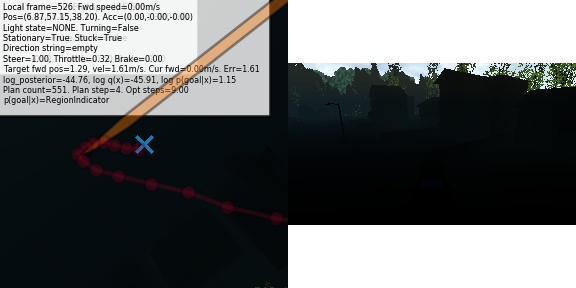 Local frame=526. Fwd speed=0.00m/s
Pos=(6.87,57.15,38.20). Acc=(0.00,-0.00,-0.00)
Light state=NONE. Turning=False
Stationary=True. Stuck=True
Direction string=empty
Steer=1.00, Throttle=0.32, Brake=0.00
Target fwd pos=1.29, vel=1.61m/s. Cur fwd=0.00m/s. Err=1.61
log_posterior=-44.76, log q(x)=-45.91, log p(goal|x)=1.15
Plan count=551. Plan step=4. Opt steps=9.00
p(goal|x)=RegionIndicator